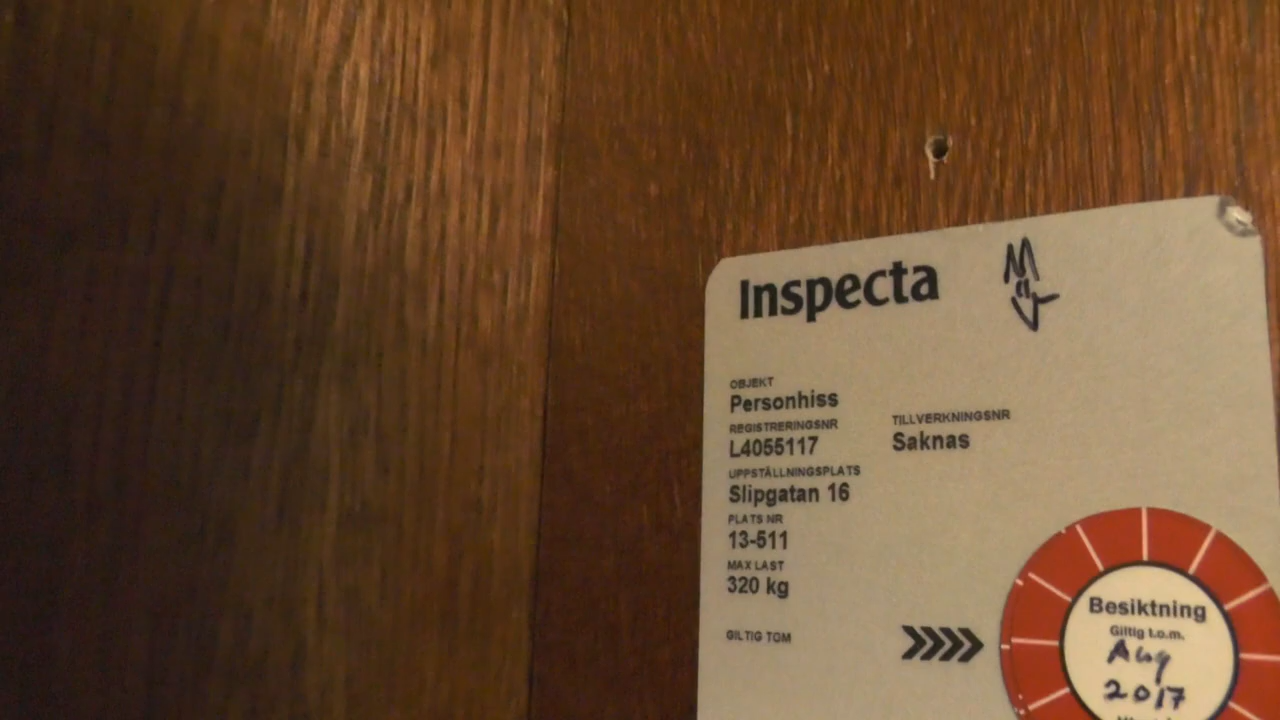 Inspecta
OBJEKT
Personhiss
REGISTRERINGSNR
L4055117
TILLVERKNINGSNR
Saknas
UPPSTÄLLNINGSPLATS
Slipgatan 16
PLATS NR
13-511
MAX LAST
320 kg
GILTIG TOM
Besiktning
Giltig t.o.m.
Aug
2017